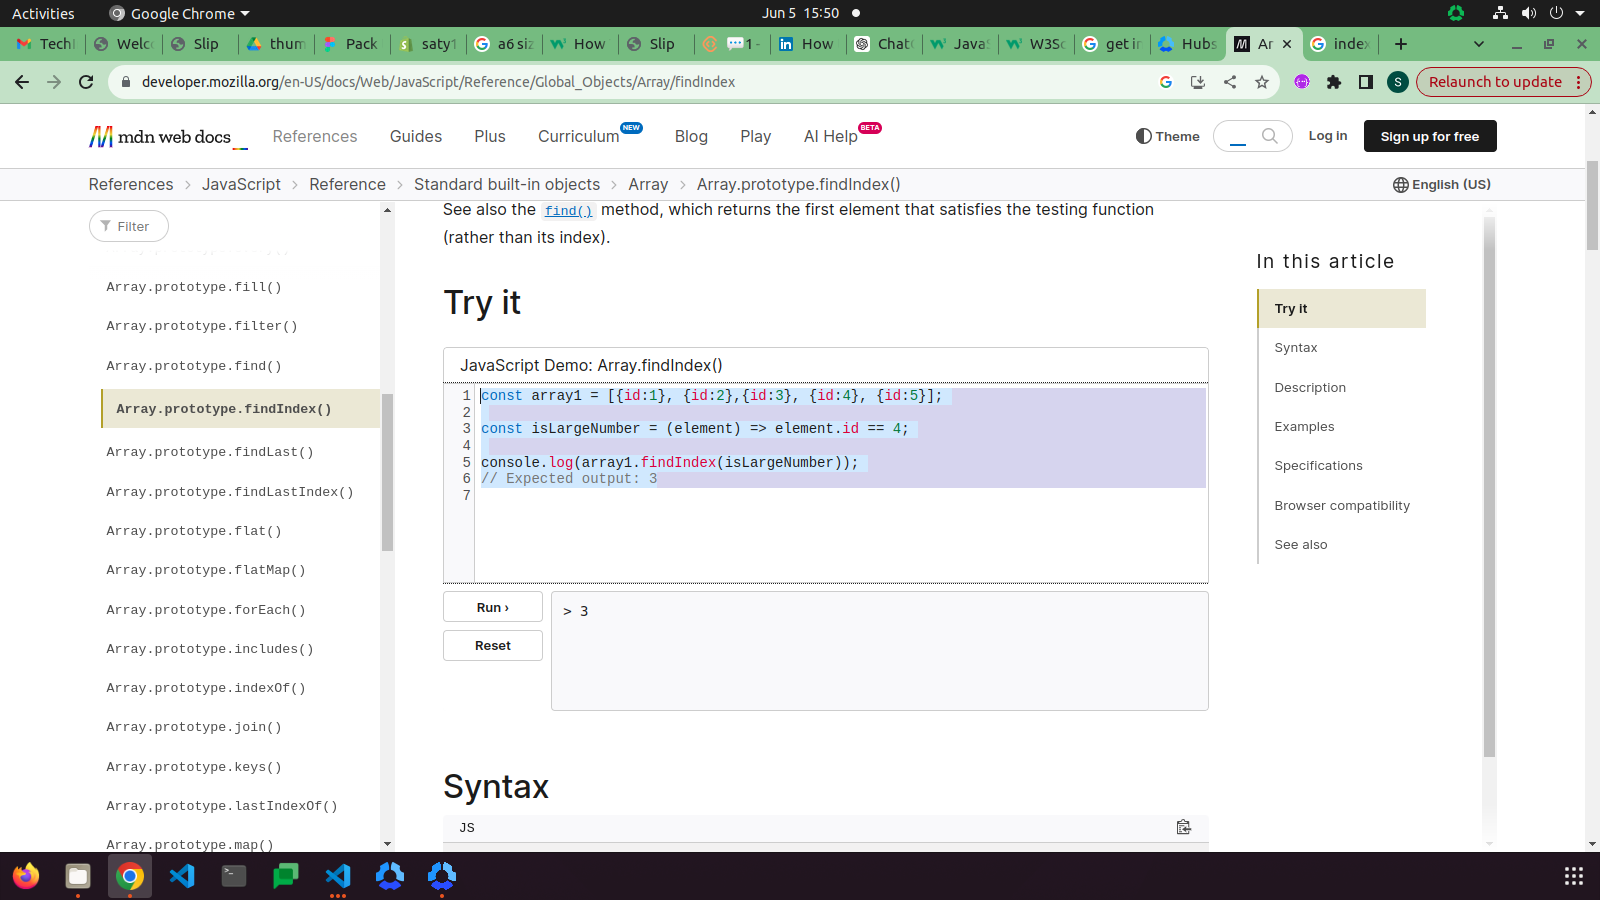 Activities Google Chrome Jun 5 15:50
TechI Welc Slip thum Pack saty1 a6 siz How Slip 1 - How Chat JavaS W3Sc get in Hubs Ar index
developer.mozilla.org/en-US/docs/Web/JavaScript/Reference/Global_Objects/Array/findIndex S Relaunch to update
mdn web docs References Guides Plus Curriculum NEW Blog Play AI Help BETA Theme Log in Sign up for free
References JavaScript Reference Standard built-in objects Array Array.prototype.findIndex() English (US)
Filter
Array.prototype.fill()
Array.prototype.filter()
Array.prototype.find()
Array.prototype.findIndex()
Array.prototype.findLast()
Array.prototype.findLastIndex()
Array.prototype.flat()
Array.prototype.flatMap()
Array.prototype.forEach()
Array.prototype.includes()
Array.prototype.indexOf()
Array.prototype.join()
Array.prototype.keys()
Array.prototype.lastIndexOf()
Array.prototype.map()
See also the find() method, which returns the first element that satisfies the testing function
(rather than its index).
Try it
JavaScript Demo: Array.findIndex()
1 const array1 = [{id:1}, {id:2},{id:3}, {id:4}, {id:5}];
2
3 const isLargeNumber = (element) => element.id == 4;
4
5 console.log(array1.findIndex(isLargeNumber));
6 // Expected output: 3
7
Run ›
Reset
> 3
Syntax
JS
In this article
Try it
Syntax
Description
Examples
Specifications
Browser compatibility
See also